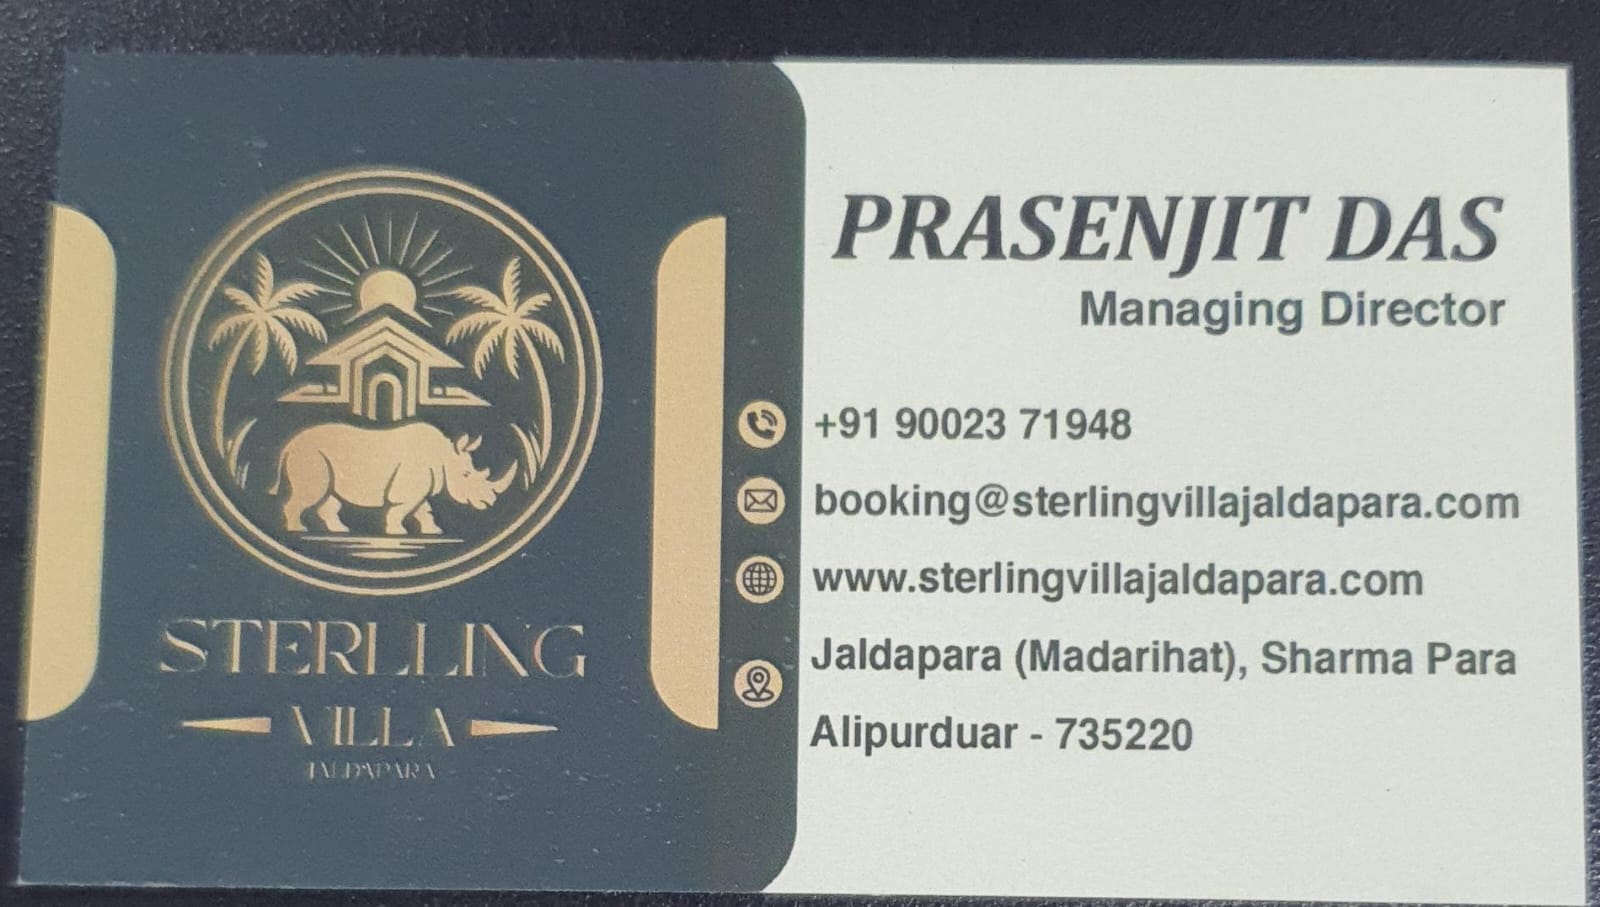 STERLLING
VILLA
JALDAPARA
PRASENJIT DAS
Managing Director
+91 90023 71948
booking@sterlingvillajaldapara.com
www.sterlingvillajaldapara.com
Jaldapara (Madarihat), Sharma Para
Alipurduar - 735220